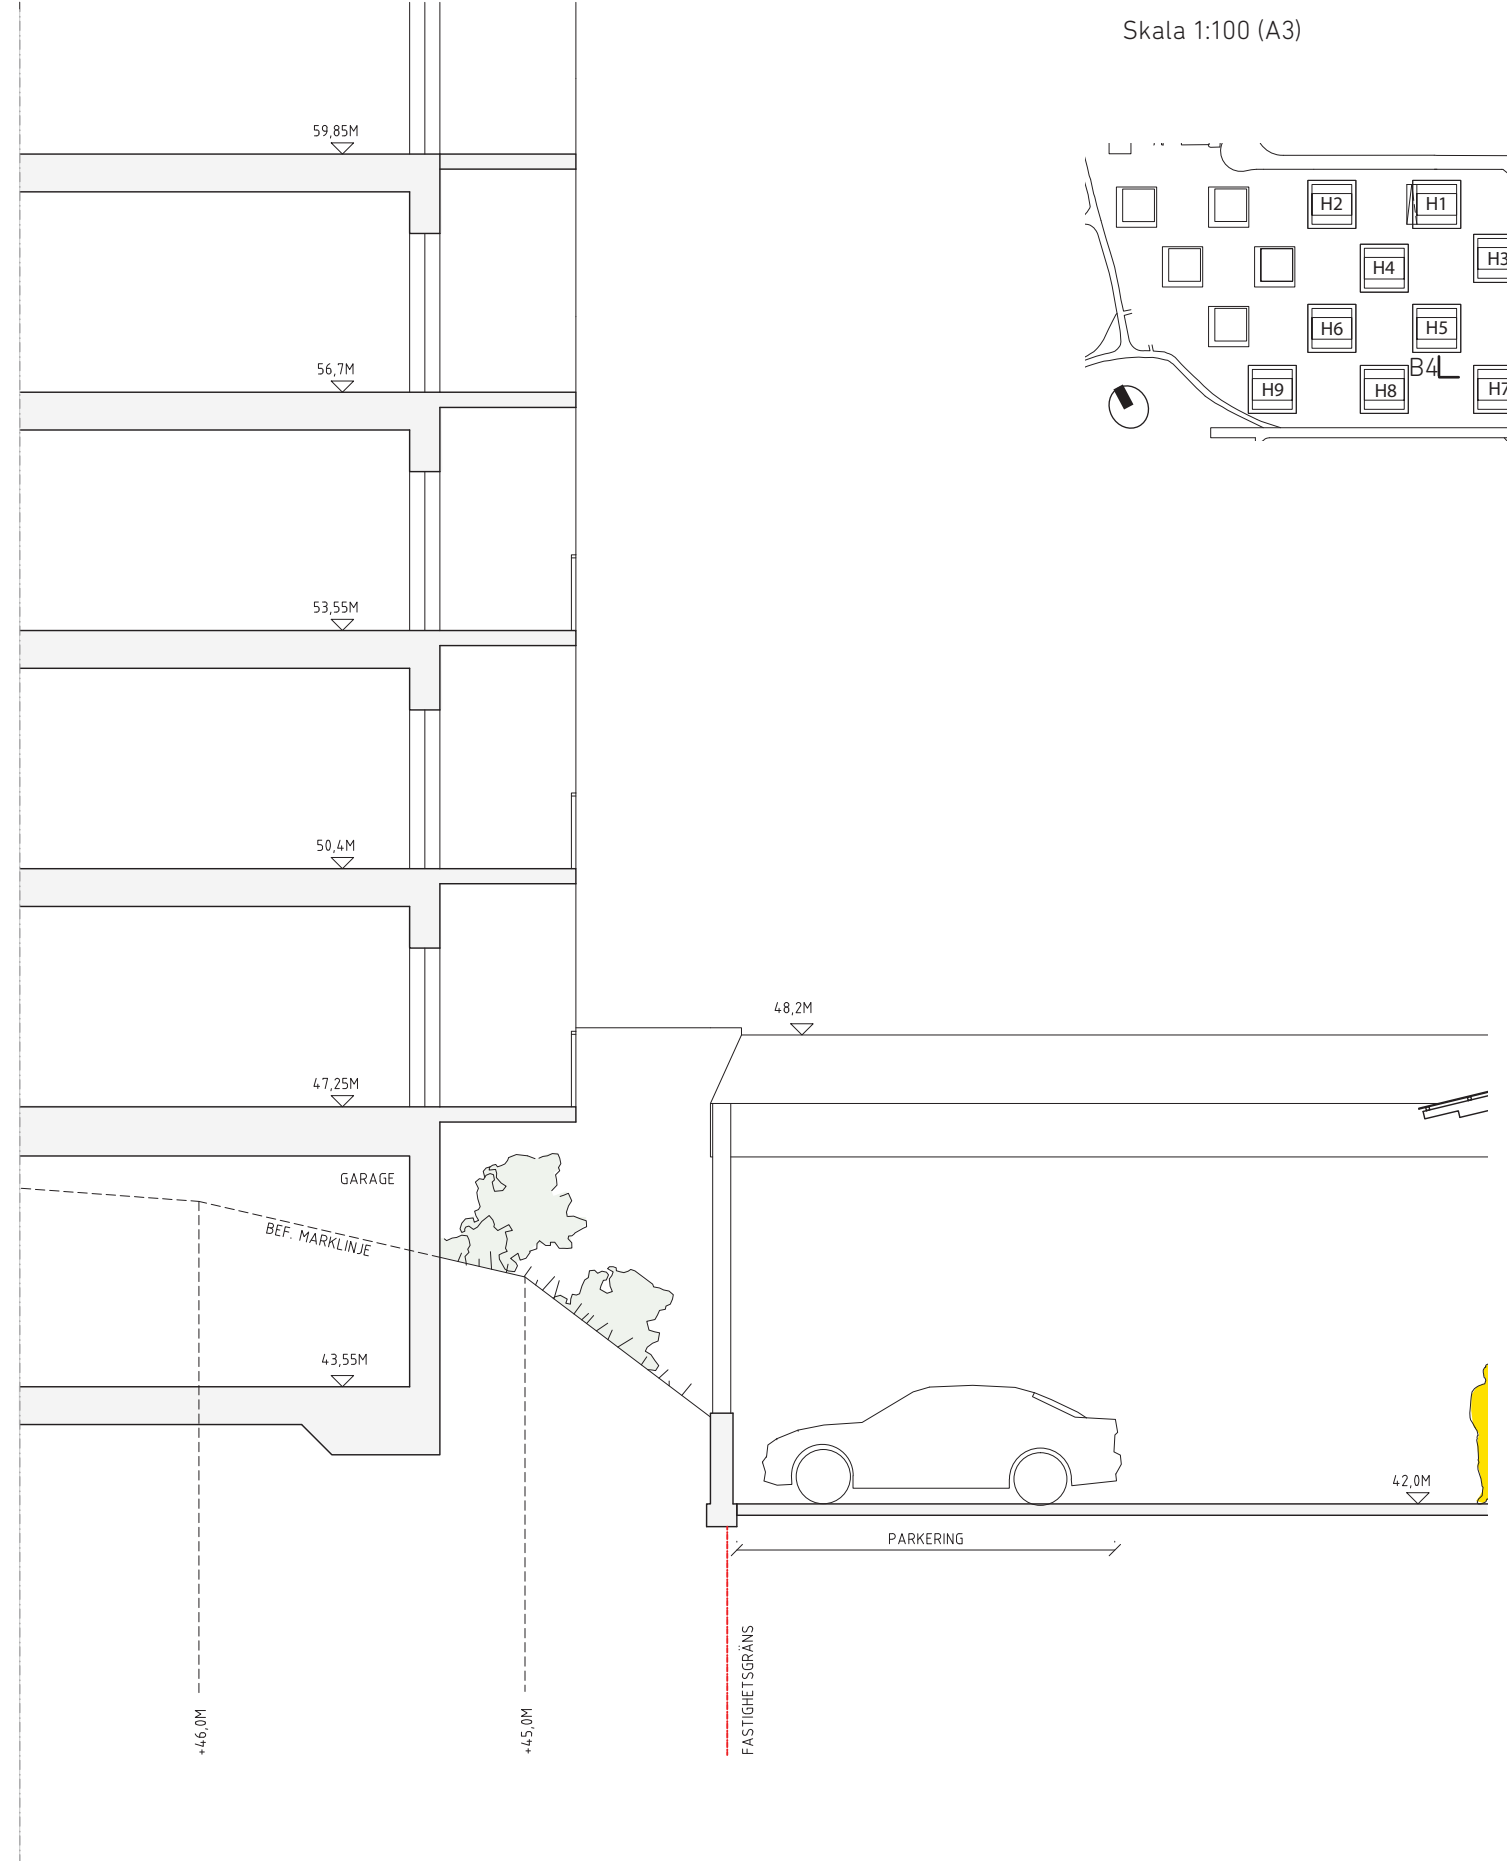 Skala 1:100 (A3)
59,85M
H2
H1
H4
H3
56,7M
H6
H5
B4
H9
H8
H7
53,55M
50,4M
48,2M
47,25M
GARAGE
BEF. MARKLINJE
43,55M
42,0M
PARKERING
FASTIGHETSGRÄNS
+46,0M
+45,0M